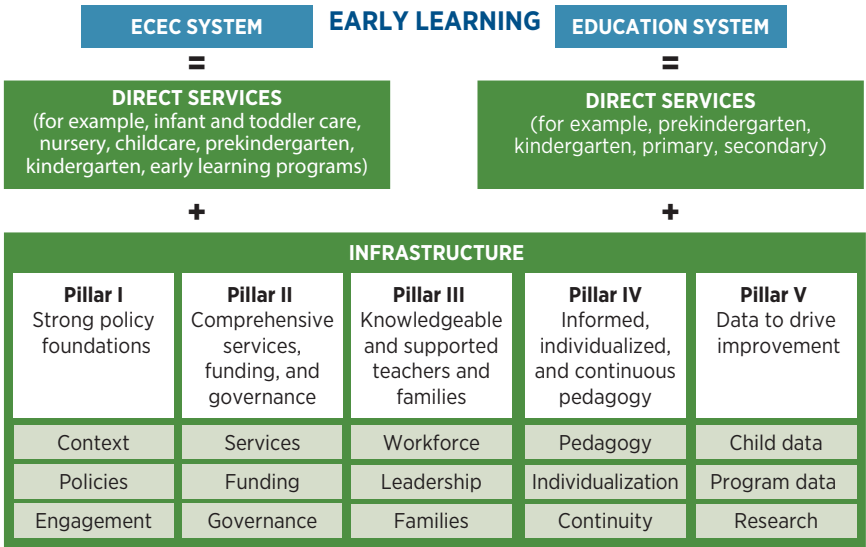 ECEC SYSTEM
EARLY LEARNING
EDUCATION SYSTEM
=
=
DIRECT SERVICES
(for example, infant and toddler care,
nursery, childcare, prekindergarten,
kindergarten, early learning programs)
DIRECT SERVICES
(for example, prekindergarten,
kindergarten, primary, secondary)
+
+
INFRASTRUCTURE
Pillar I
Strong policy
foundations
Context
Policies
Engagement
Pillar II
Comprehensive
services,
funding, and
governance
Services
Funding
Governance
Pillar III
Knowledgeable
and supported
teachers and
families
Workforce
Leadership
Families
Pillar IV
Informed,
individualized,
and continuous
pedagogy
Pedagogy
Individualization
Continuity
Pillar V
Data to drive
improvement
Child data
Program data
Research